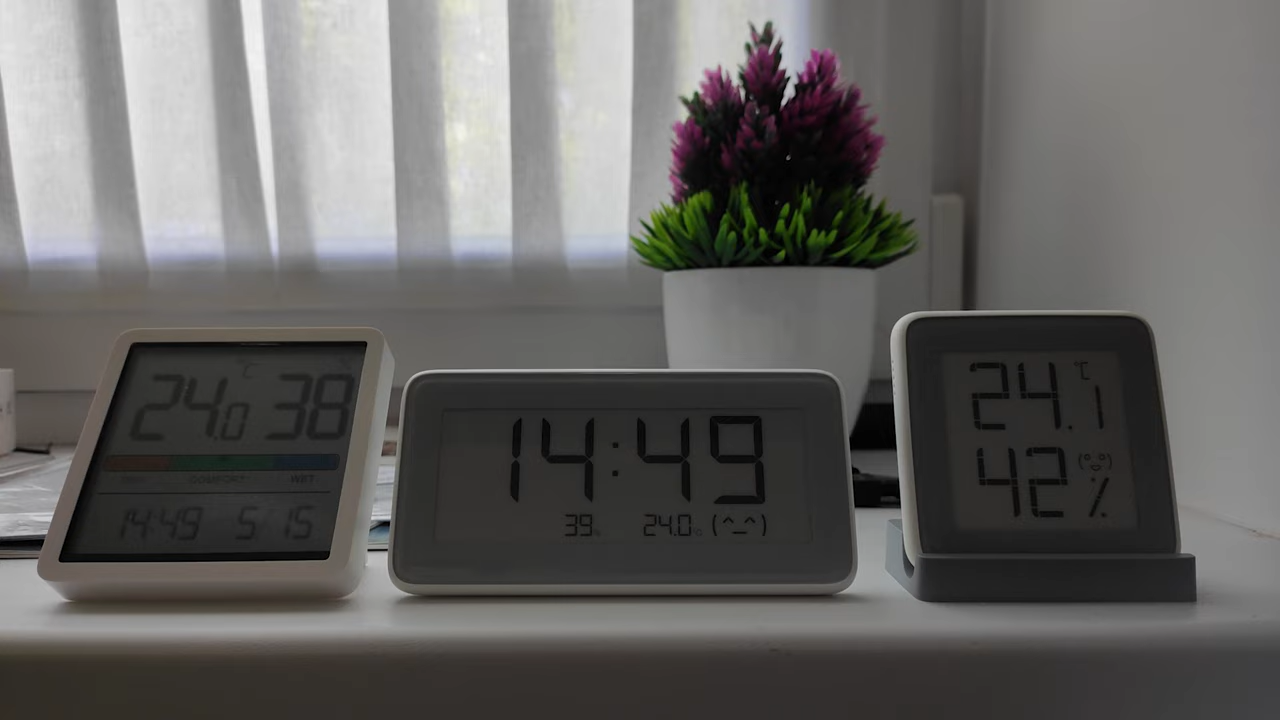 24.0 °C 38
COMFORT WET
14:49 5 15
14:49
39% 24.0°C (^_^)
24.1 °C
42 %